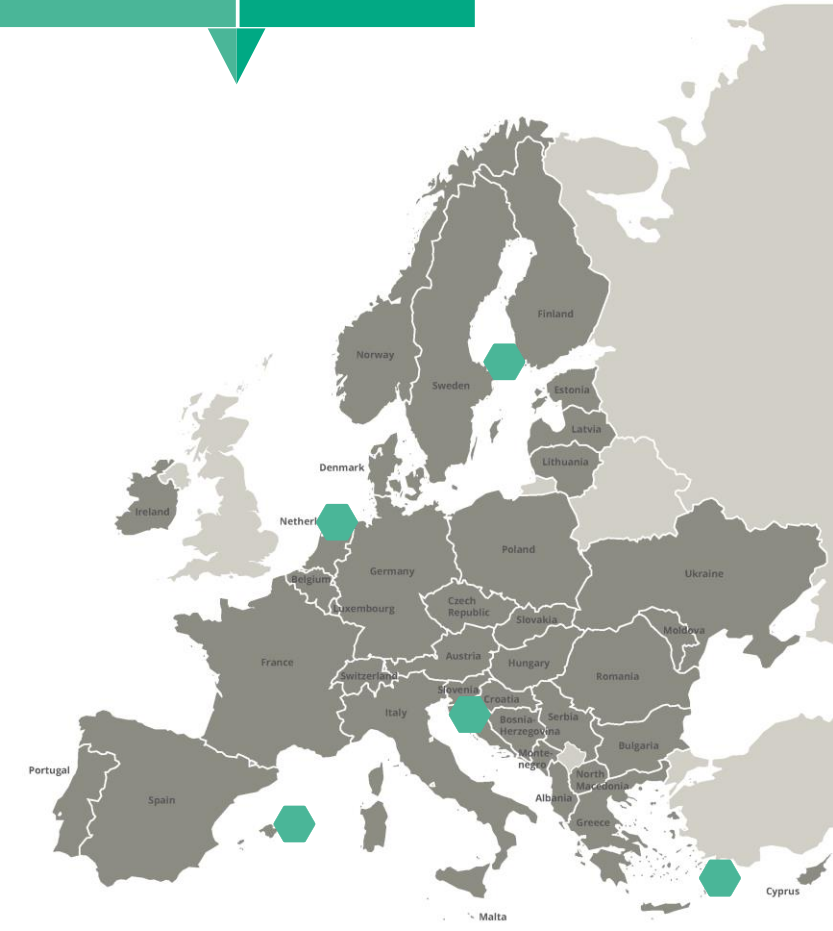 Finland
Norway
Sweden
Estonia
Latvia
Denmark
Lithuania
Ireland
Netherl
Poland
Germany
Ukraine
Belgium
Czech
Republic
Luxembourg
Slovakia
Moldova
Austria
France
Hungary
Switzerland
Romania
Slovenia
Croatia
Italy
Bosnia-
Herzegovina
Serbia
Bulgaria
Monte-
negro
Portugal
North
Macedonia
Spain
Albania
Greece
Cyprus
Malta